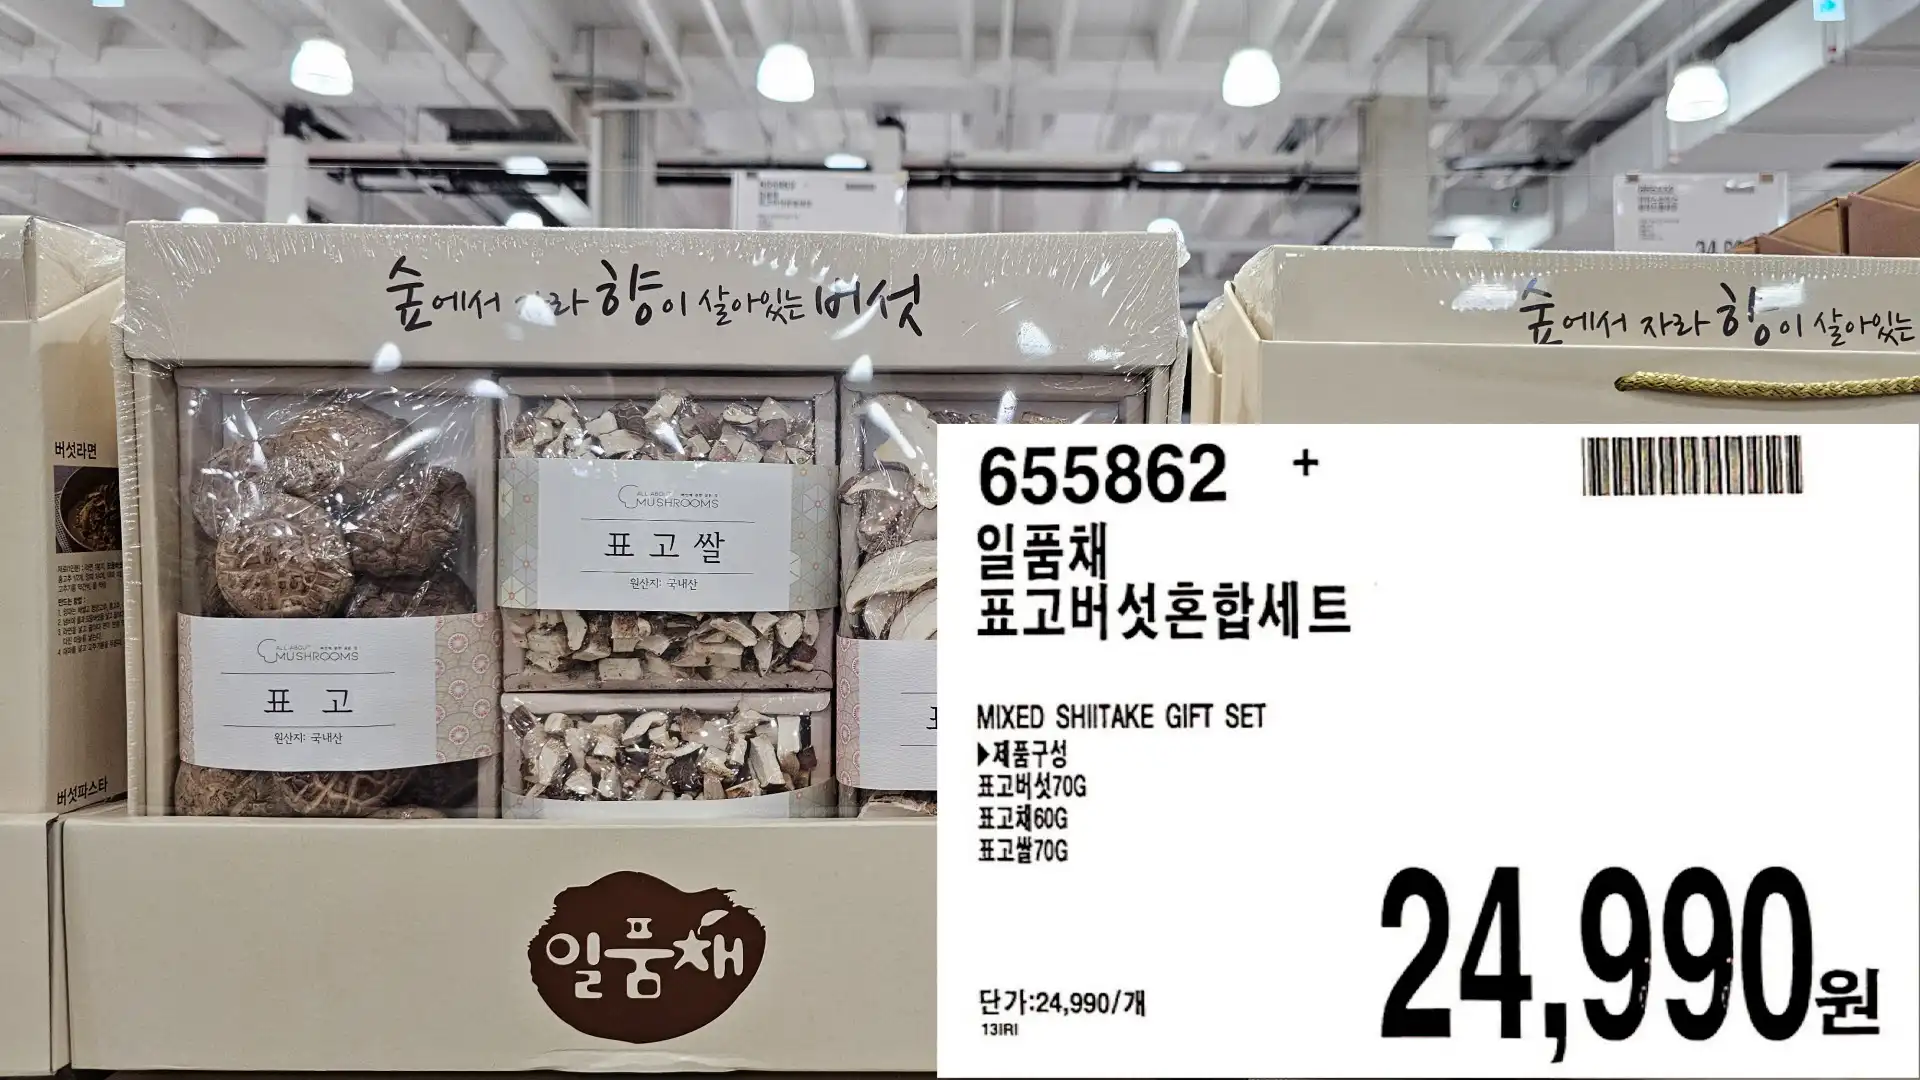 숲에서 자라 향이 살아있는 버섯
숲에서 자라 향이 살아있는
버섯라면
버섯파스타
ALL ABOUT
MUSHROOMS
표고쌀
원산지: 국내산
ALL ABOUT
MUSHROOMS
표 고
원산지: 국내산
일품채
655862
655862 +
일품채
표고버섯혼합세트
MIXED SHIITAKE GIFT SET
▶제품구성
표고버섯70G
표고채60G
표고쌀70G
24,990원
단가:24,990/개
13IRI